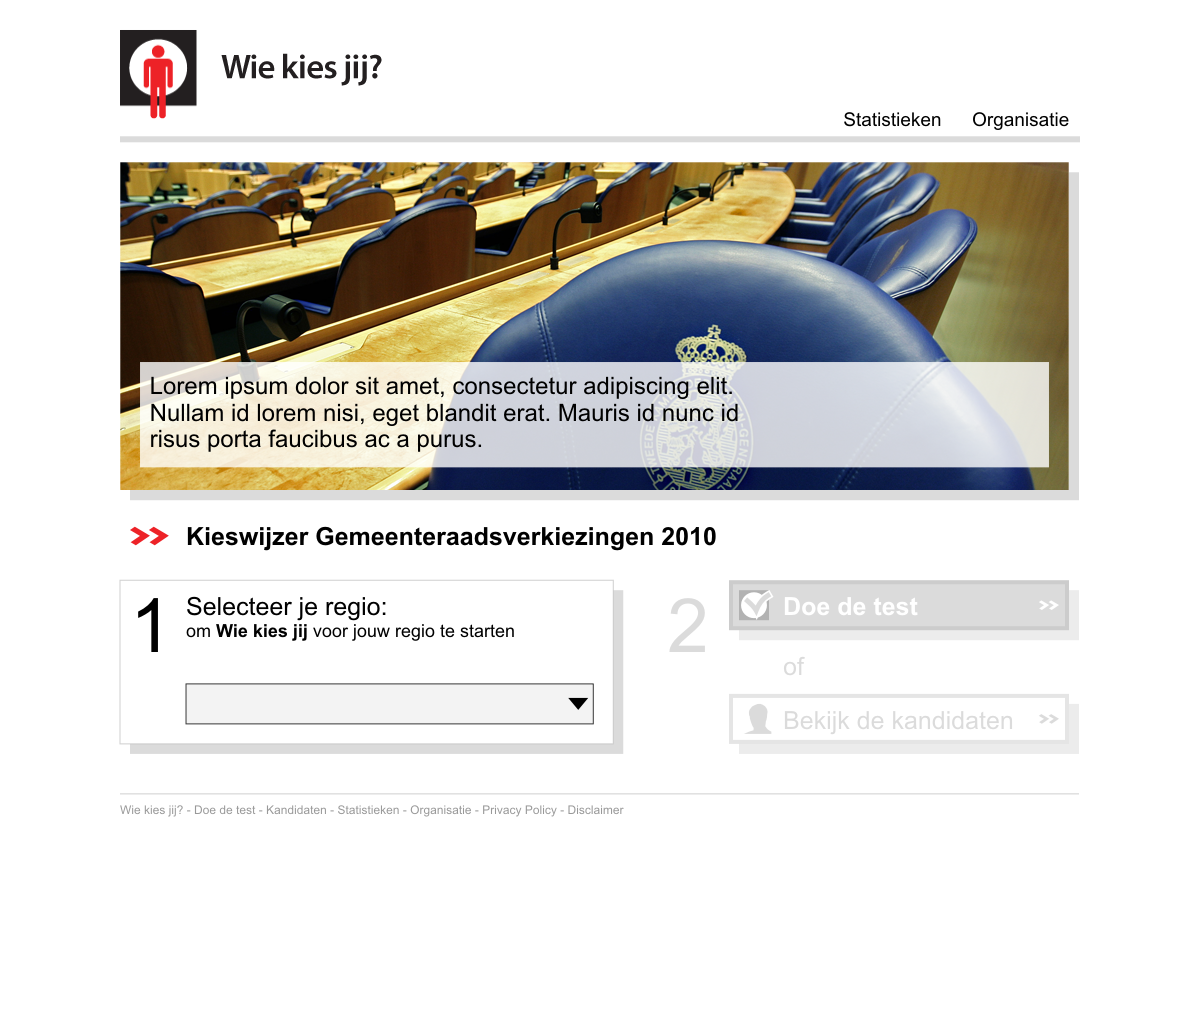 Wie kies jij?
Statistieken Organisatie
Lorem ipsum dolor sit amet, consectetur adipiscing elit.
Nullam id lorem nisi, eget blandit erat. Mauris id nunc id
risus porta faucibus ac a purus.
>> Kieswijzer Gemeenteraadsverkiezingen 2010
1 Selecteer je regio:
om Wie kies jij voor jouw regio te starten
2 Doe de test >>
of
Bekijk de kandidaten >>
Wie kies jij? - Doe de test - Kandidaten - Statistieken - Organisatie - Privacy Policy - Disclaimer